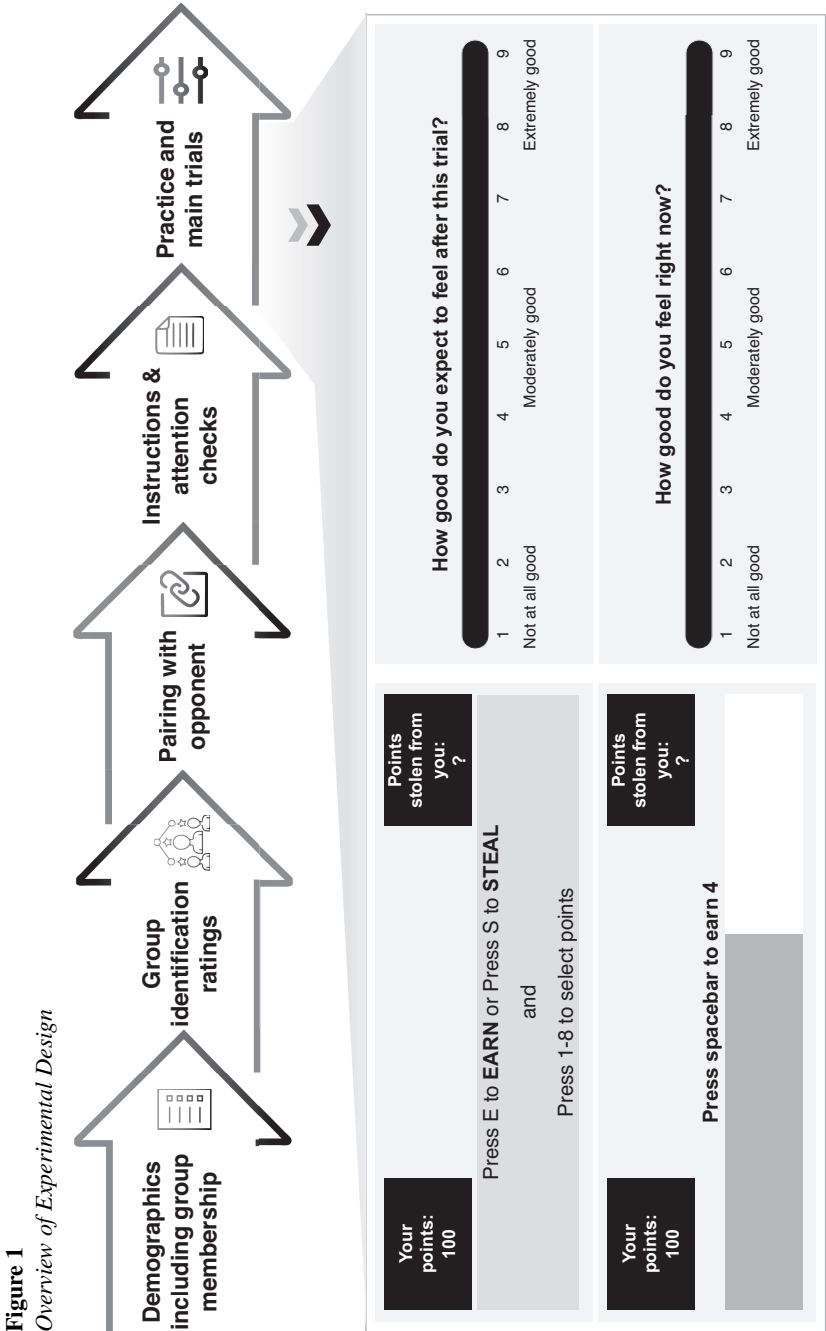 Figure 1
Overview of Experimental Design
Demographics
including group
membership
Group
identification
ratings
Pairing with
opponent
Instructions &
attention
checks
Practice and
main trials
Your
points:
100
Points
stolen from
you:
?
Press E to EARN or Press S to STEAL
and
Press 1-8 to select points
How good do you expect to feel after this trial?
1 2 3 4 5 6 7 8 9
Not at all good Moderately good Extremely good
Your
points:
100
Points
stolen from
you:
?
Press spacebar to earn 4
How good do you feel right now?
1 2 3 4 5 6 7 8 9
Not at all good Moderately good Extremely good